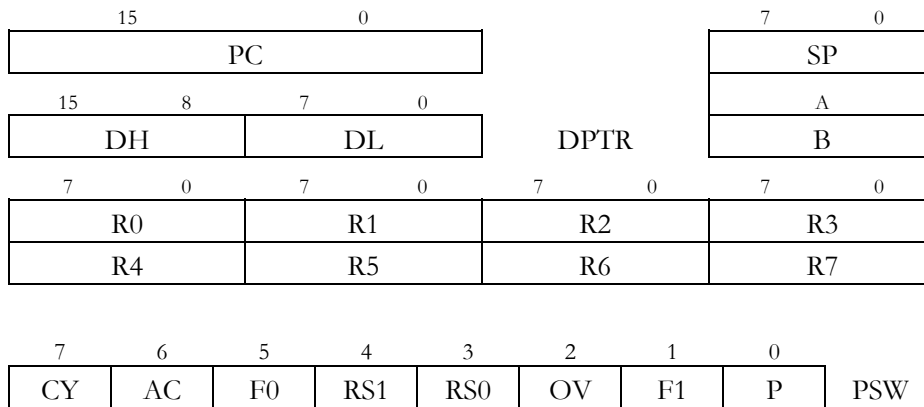 15 0 7 0
PC SP
15 8 7 0 A
DH DL DPTR B
7 0 7 0 7 0 7 0
R0 R1 R2 R3
R4 R5 R6 R7
7 6 5 4 3 2 1 0
CY AC F0 RS1 RS0 OV F1 P PSW